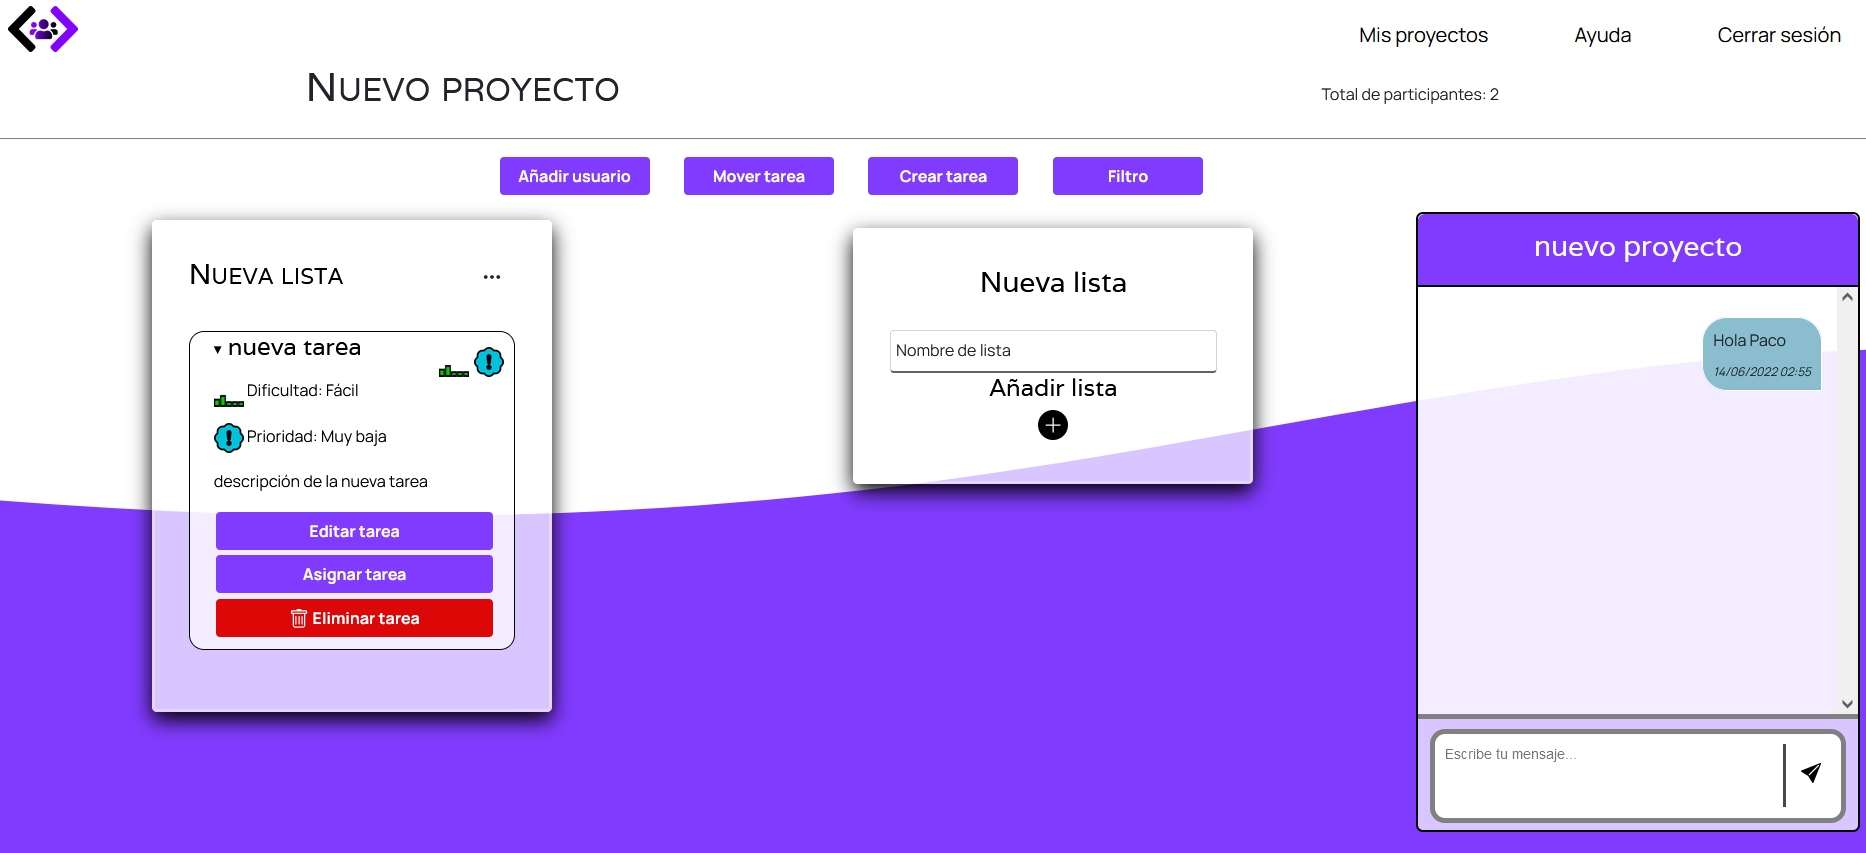 Mis proyectos
Ayuda
Cerrar sesión
NUEVO PROYECTO
Total de participantes: 2
Añadir usuario
Mover tarea
Crear tarea
Filtro
NUEVA LISTA
nueva tarea
Dificultad: Fácil
Prioridad: Muy baja
descripción de la nueva tarea
Editar tarea
Asignar tarea
Eliminar tarea
Nueva lista
Nombre de lista
Añadir lista
nuevo proyecto
Hola Paco
14/06/2022 02:55
Escribe tu mensaje...